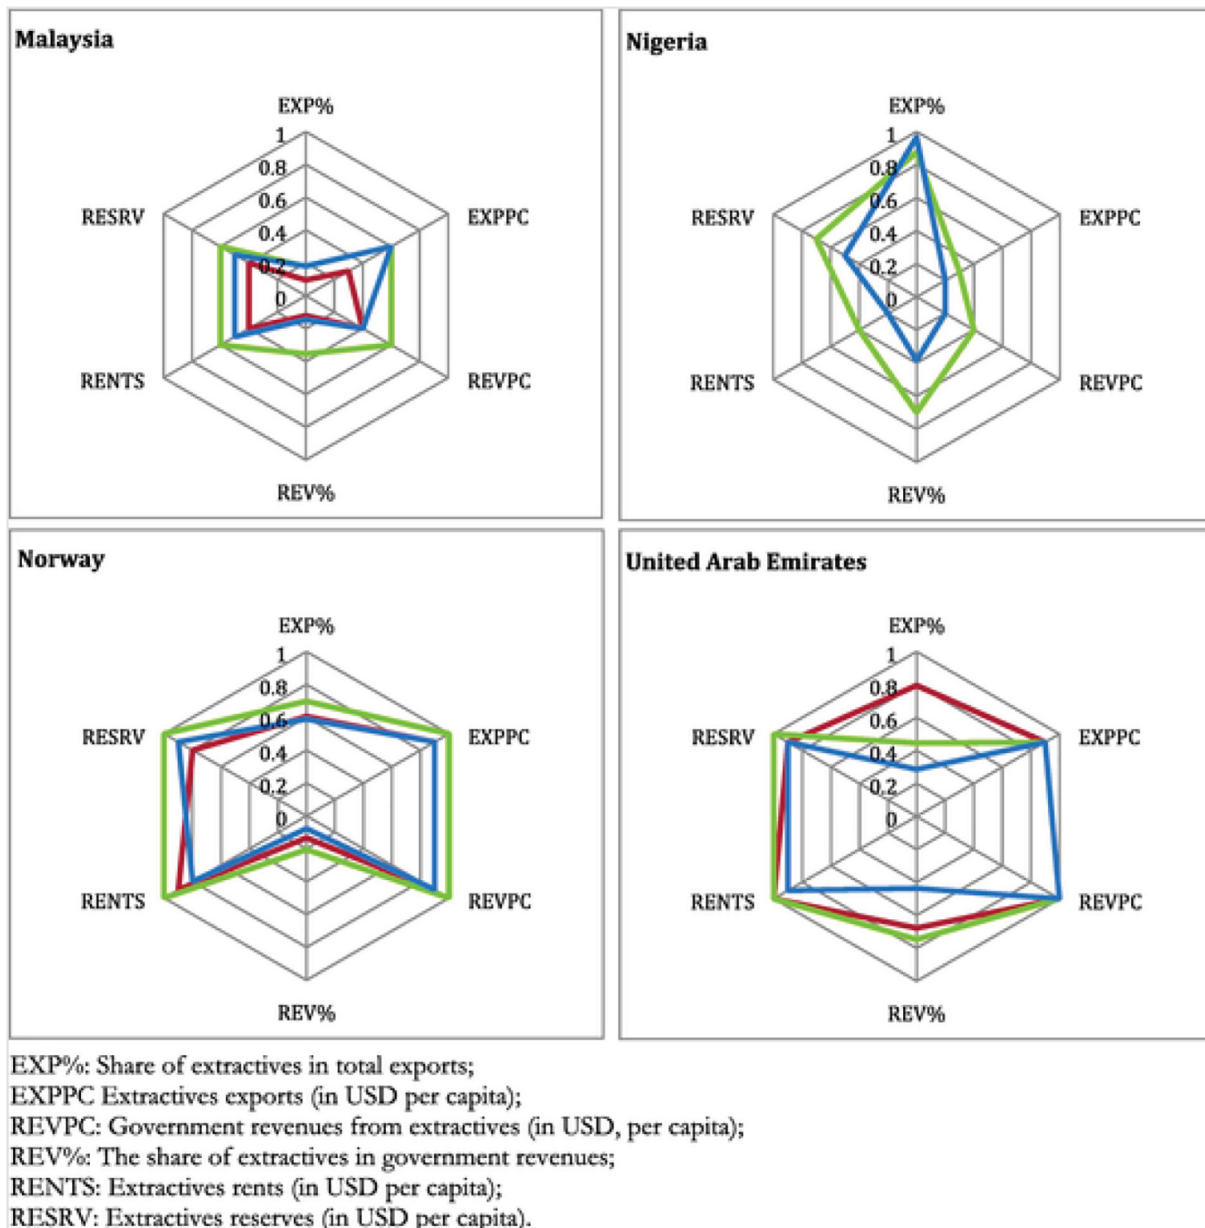 Malaysia
EXP%
1
0.8
0.6
0.4
0.2
0
RESRV
EXPPC
RENTS
REVPC
REV%
Nigeria
EXP%
1
0.8
0.6
0.4
0.2
0
RESRV
EXPPC
RENTS
REVPC
REV%
Norway
EXP%
1
0.8
0.6
0.4
0.2
0
RESRV
EXPPC
RENTS
REVPC
REV%
United Arab Emirates
EXP%
1
0.8
0.6
0.4
0.2
0
RESRV
EXPPC
RENTS
REVPC
REV%
EXP%: Share of extractives in total exports;
EXPPC Extractives exports (in USD per capita);
REVPC: Government revenues from extractives (in USD, per capita);
REV%: The share of extractives in government revenues;
RENTS: Extractives rents (in USD per capita);
RESRV: Extractives reserves (in USD per capita).